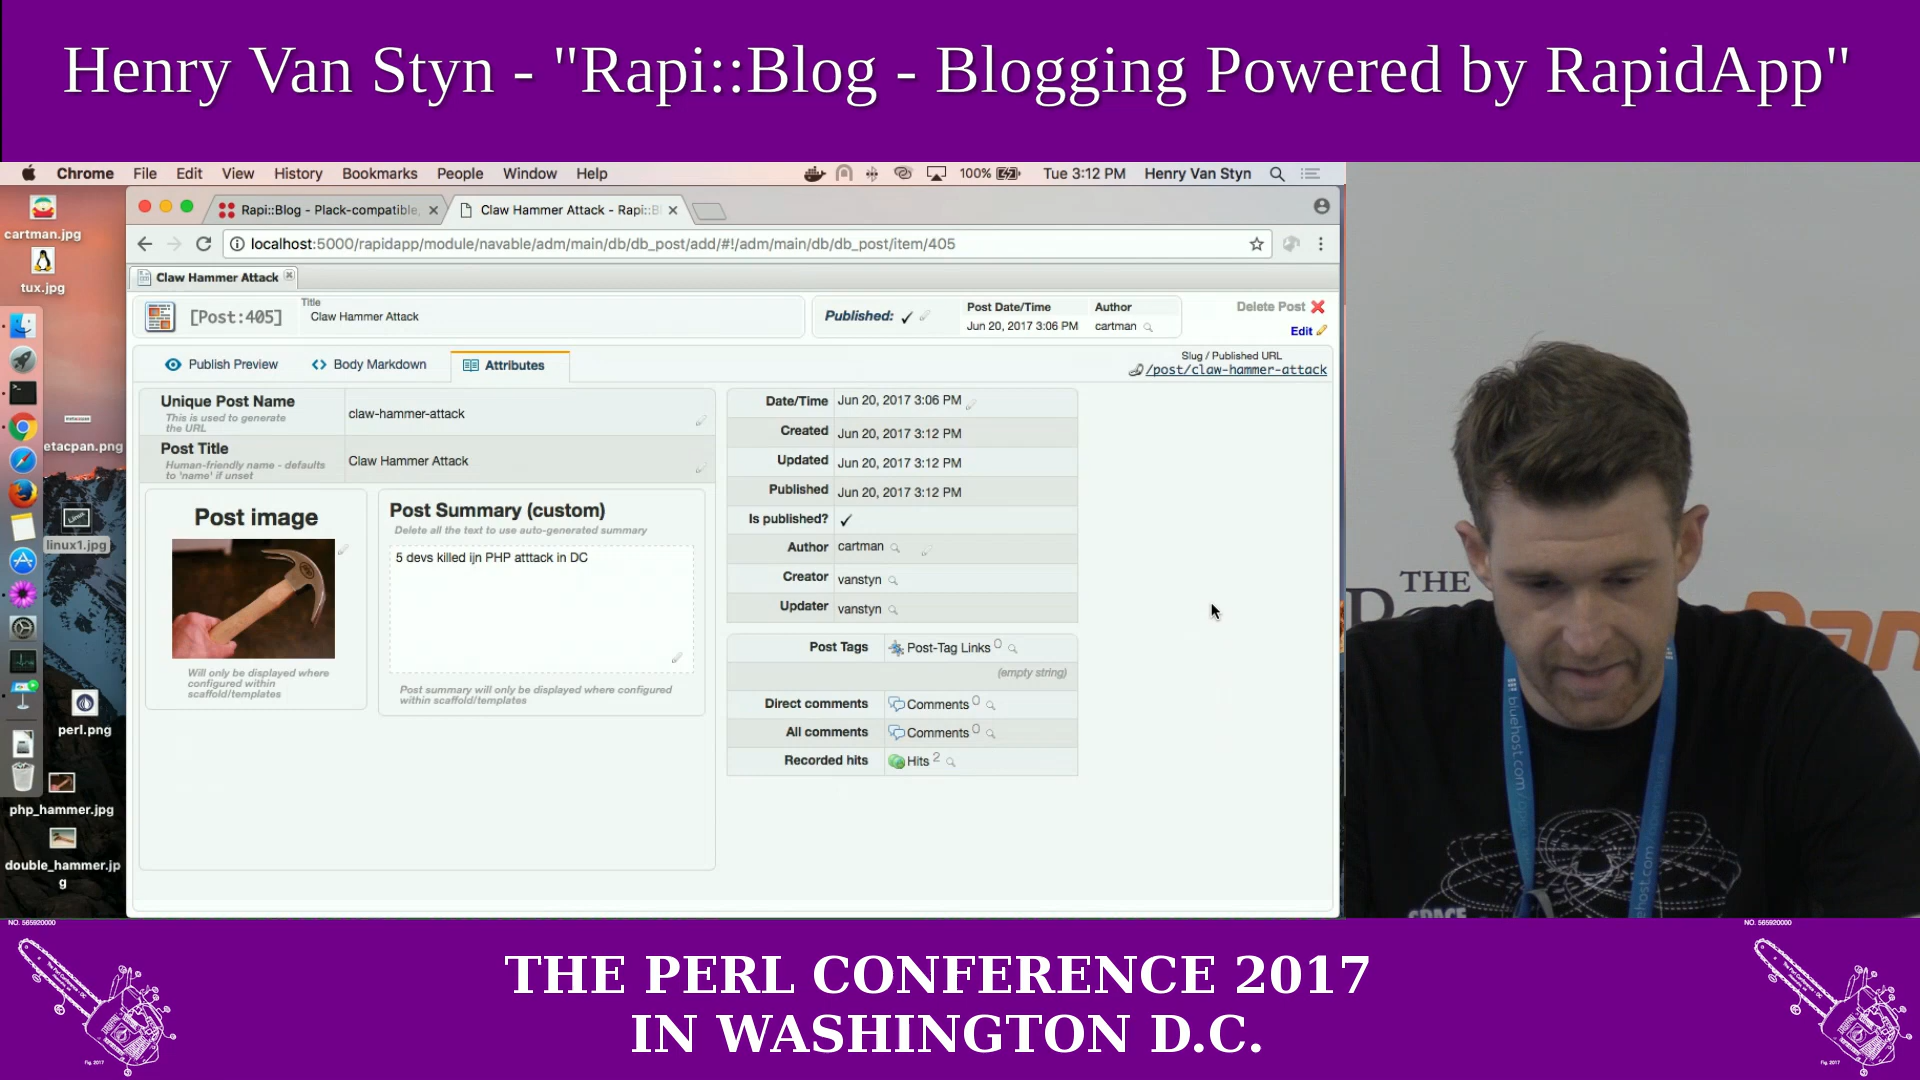 Henry Van Styn - "Rapi::Blog - Blogging Powered by RapidApp"
Chrome File Edit View History Bookmarks People Window Help 100% Tue 3:12 PM Henry Van Styn
Rapi::Blog - Plack-compatible,
Claw Hammer Attack - Rapi::B
localhost:5000/rapidapp/module/navable/adm/main/db/db_post/add/#!/adm/main/db/db_post/item/405
Claw Hammer Attack
[Post:405]
Title
Claw Hammer Attack
Published:
Post Date/Time
Jun 20, 2017 3:06 PM
Author
cartman
Delete Post
Edit
Publish Preview
Body Markdown
Attributes
Slug / Published URL
/post/claw-hammer-attack
Unique Post Name
This is used to generate
the URL
claw-hammer-attack
Post Title
Human-friendly name - defaults
to 'name' if unset
Claw Hammer Attack
Post image
Will only be displayed where
configured within
scaffold/templates
Post Summary (custom)
Delete all the text to use auto-generated summary
5 devs killed ijn PHP atttack in DC
Post summary will only be displayed where configured
within scaffold/templates
Date/Time Jun 20, 2017 3:06 PM
Created Jun 20, 2017 3:12 PM
Updated Jun 20, 2017 3:12 PM
Published Jun 20, 2017 3:12 PM
Is published?
Author cartman
Creator vanstyn
Updater vanstyn
Post Tags Post-Tag Links 0
(empty string)
Direct comments Comments 0
All comments Comments 0
Recorded hits Hits 2
cartman.jpg
tux.jpg
etacpan.png
Linux
linux1.jpg
perl.png
php_hammer.jpg
double_hammer.jp
g
THE
bluehost.com/
SPACE
NO. 565920000
Fig. 2017
THE PERL CONFERENCE 2017
IN WASHINGTON D.C.
NO. 565920000
Fig. 2017